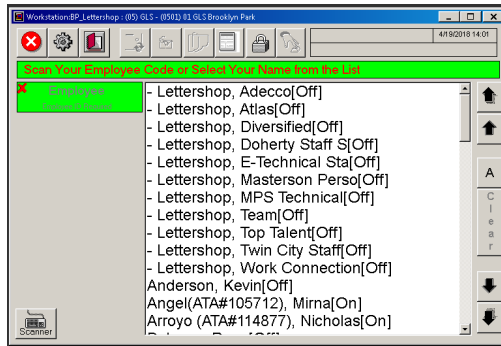 Workstation:BP_Lettershop : (05) GLS - (0501) 01 GLS Brooklyn Park
4/19/2018 14:01
Scan Your Employee Code or Select Your Name from the List
Employee
Employee ID Required
- Lettershop, Adecco[Off]
- Lettershop, Atlas[Off]
- Lettershop, Diversified[Off]
- Lettershop, Doherty Staff S[Off]
- Lettershop, E-Technical Sta[Off]
- Lettershop, Masterson Perso[Off]
- Lettershop, MPS Technical[Off]
- Lettershop, Team[Off]
- Lettershop, Top Talent[Off]
- Lettershop, Twin City Staff[Off]
- Lettershop, Work Connection[Off]
Anderson, Kevin[Off]
Angel(ATA#105712), Mirna[On]
Arroyo (ATA#114877), Nicholas[On]
A
Clear
Scanner